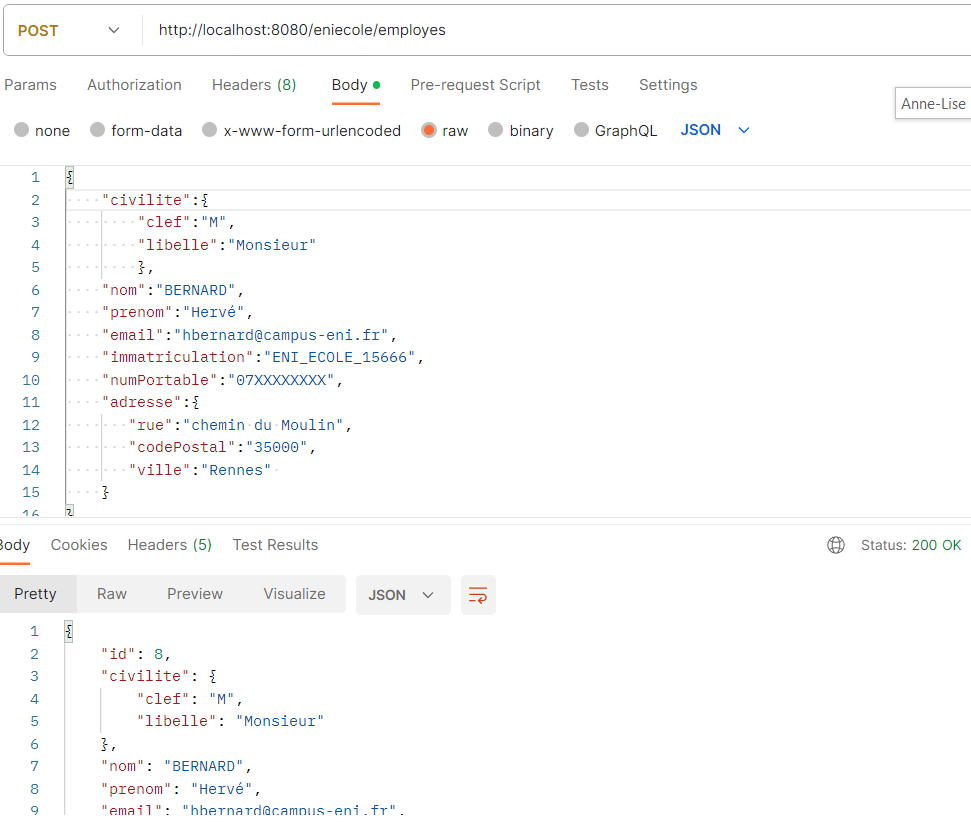 POST http://localhost:8080/eniecole/employes
Params Authorization Headers (8) Body Pre-request Script Tests Settings
Anne-Lise
none form-data x-www-form-urlencoded raw binary GraphQL JSON
1 {
2 "civilite":{
3 "clef":"M",
4 "libelle":"Monsieur"
5 },
6 "nom":"BERNARD",
7 "prenom":"Hervé",
8 "email":"hbernard@campus-eni.fr",
9 "immatriculation":"ENI_ECOLE_15666",
10 "numPortable":"07XXXXXXXX",
11 "adresse":{
12 "rue":"chemin du Moulin",
13 "codePostal":"35000",
14 "ville":"Rennes"
15 }
16 }
Body Cookies Headers (5) Test Results Status: 200 OK
Pretty Raw Preview Visualize JSON
1 {
2 "id": 8,
3 "civilite": {
4 "clef": "M",
5 "libelle": "Monsieur"
6 },
7 "nom": "BERNARD",
8 "prenom": "Hervé",
9 "email": "hbernard@campus-eni.fr",